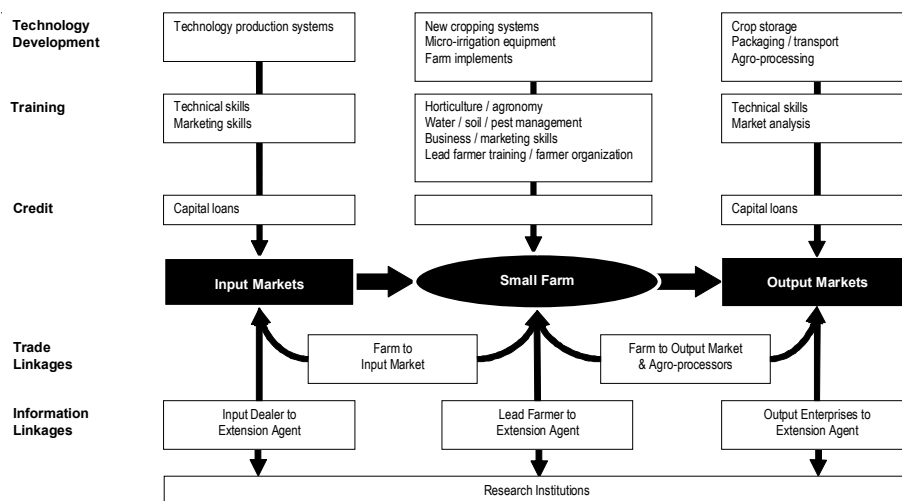 Technology
Development
Technology production systems
New cropping systems
Micro-irrigation equipment
Farm implements
Crop storage
Packaging / transport
Agro-processing
Training
Technical skills
Marketing skills
Horticulture / agronomy
Water / soil / pest management
Business / marketing skills
Lead farmer training / farmer organization
Technical skills
Market analysis
Credit
Capital loans
Capital loans
Input Markets
Small Farm
Output Markets
Trade
Linkages
Farm to
Input Market
Farm to Output Market
& Agro-processors
Information
Linkages
Input Dealer to
Extension Agent
Lead Farmer to
Extension Agent
Output Enterprises to
Extension Agent
Research Institutions